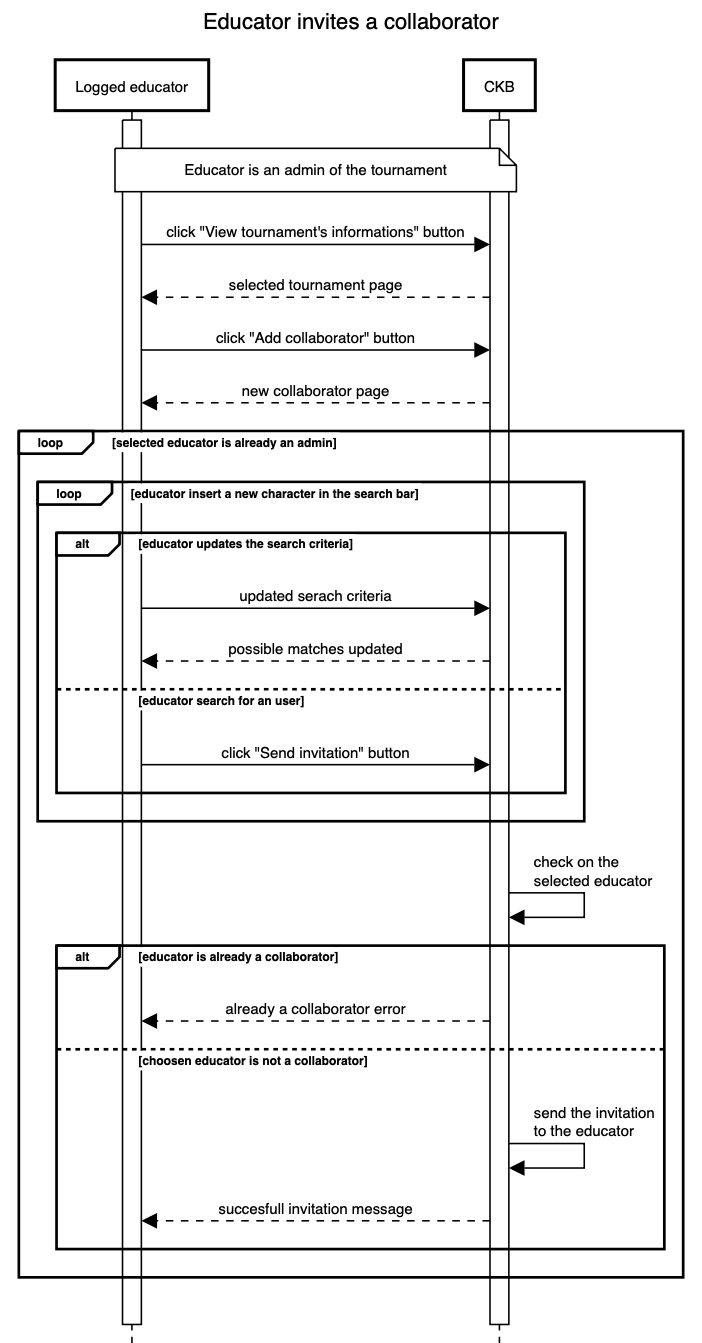 Educator invites a collaborator
Logged educator
CKB
Educator is an admin of the tournament
click "View tournament's informations" button
selected tournament page
click "Add collaborator" button
new collaborator page
loop
[selected educator is already an admin]
loop
[educator insert a new character in the search bar]
alt
[educator updates the search criteria]
updated serach criteria
possible matches updated
[educator search for an user]
click "Send invitation" button
check on the
selected educator
alt
[educator is already a collaborator]
already a collaborator error
[choosen educator is not a collaborator]
send the invitation
to the educator
succesfull invitation message